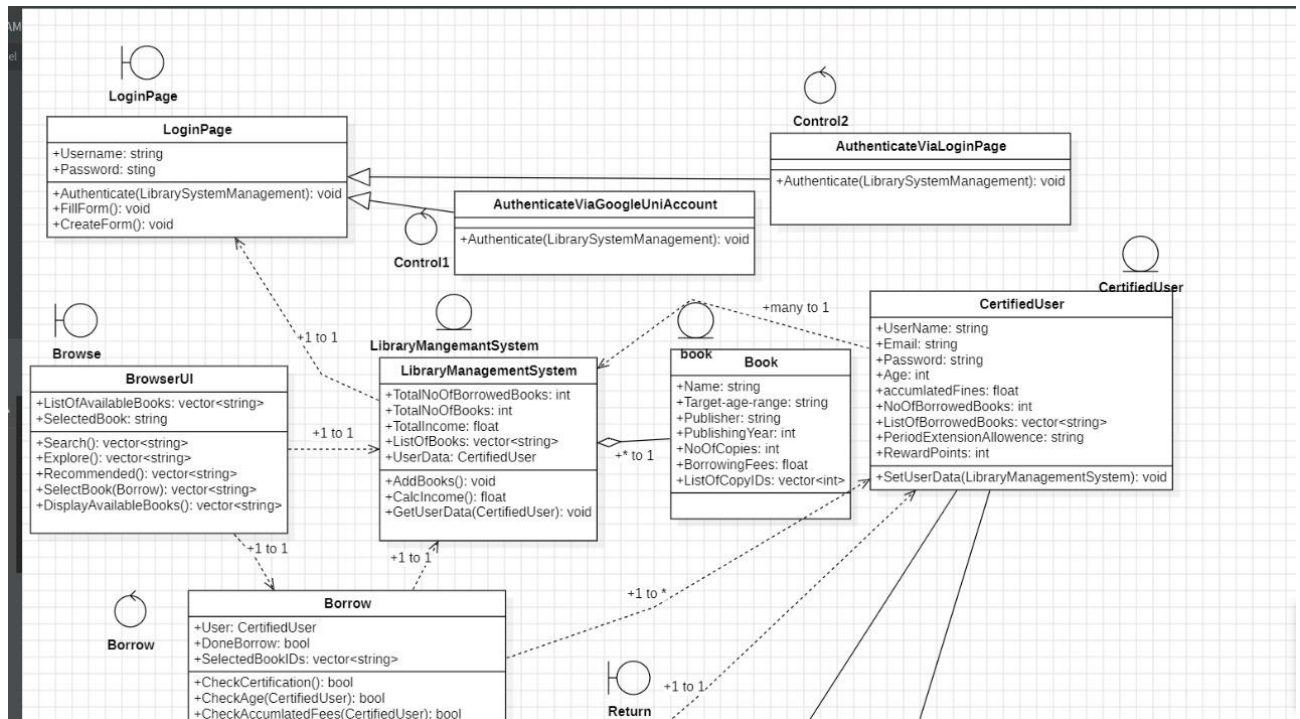 AM
el
LoginPage
LoginPage
+Username: string
+Password: sting
+Authenticate(LibrarySystemManagement): void
+FillForm(): void
+CreateForm(): void
Control2
AuthenticateViaLoginPage
+Authenticate(LibrarySystemManagement): void
AuthenticateViaGoogleUniAccount
+Authenticate(LibrarySystemManagement): void
Control1
CertifiedUser
CertifiedUser
+UserName: string
+Email: string
+Password: string
+Age: int
+accumlatedFines: float
+NoOfBorrowedBooks: int
+ListOfBorrowedBooks: vector<string>
+PeriodExtensionAllowence: string
+RewardPoints: int
+SetUserData(LibraryManagementSystem): void
+many to 1
+1 to 1
Browse
BrowserUI
+ListOfAvailableBooks: vector<string>
+SelectedBook: string
+Search(): vector<string>
+Explore(): vector<string>
+Recommended(): vector<string>
+SelectBook(Borrow): vector<string>
+DisplayAvailableBooks(): vector<string>
+1 to 1
LibraryMangemantSystem
LibraryManagementSystem
+TotalNoOfBorrowedBooks: int
+TotalNoOfBooks: int
+TotalIncome: float
+ListOfBooks: vector<string>
+UserData: CertifiedUser
+AddBooks(): void
+CalcIncome(): float
+GetUserData(CertifiedUser): void
+* to 1
book
Book
+Name: string
+Target-age-range: string
+Publisher: string
+PublishingYear: int
+NoOfCopies: int
+BorrowingFees: float
+ListOfCopyIDs: vector<int>
+1 to 1
+1 to 1
Borrow
Borrow
+User: CertifiedUser
+DoneBorrow: bool
+SelectedBookIDs: vector<string>
+CheckCertification(): bool
+CheckAge(CertifiedUser): bool
+CheckAccumlatedFees(CertifiedUser): bool
+1 to *
Return
+1 to 1